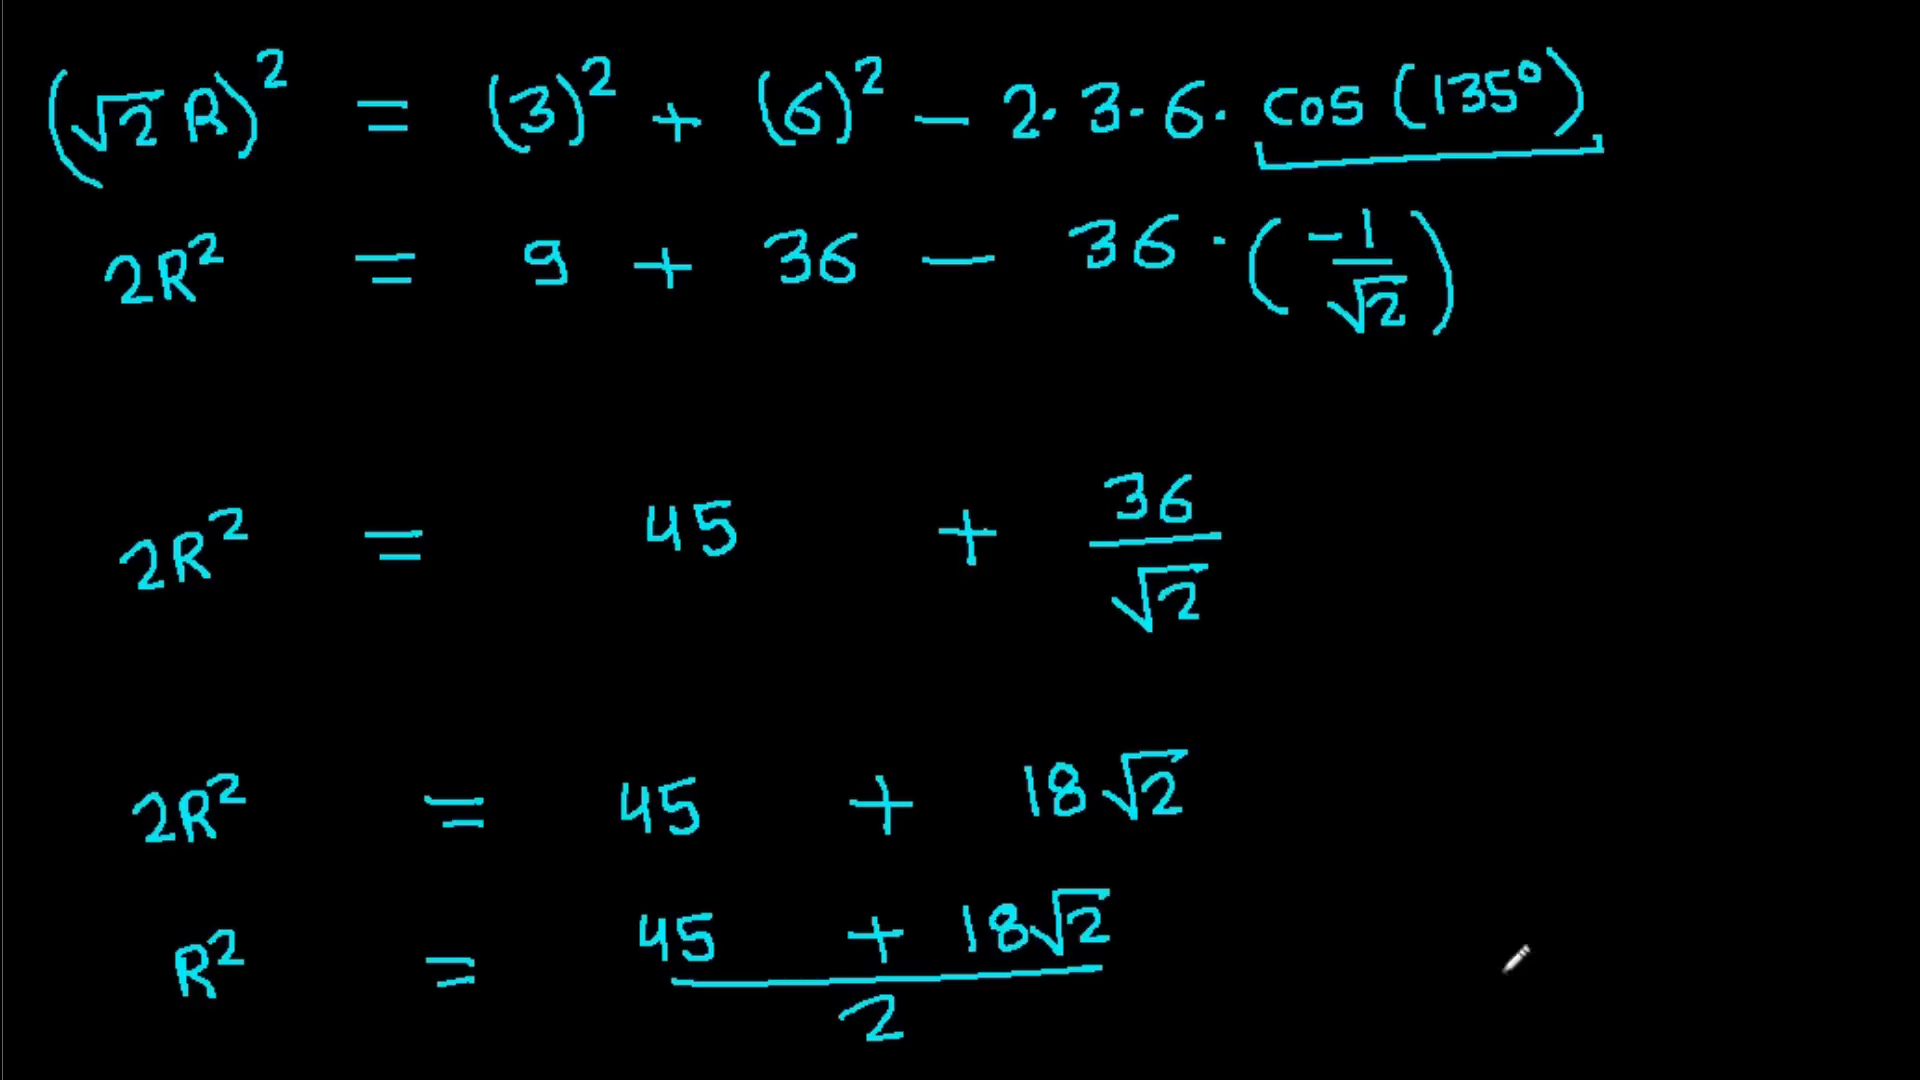 (√2 R)² = (3)² + (6)² − 2·3·6· cos (135°)
2R² = 9 + 36 − 36 · (−1/√2)
2R² = 45 + 36/√2
2R² = 45 + 18√2
R² = (45 + 18√2)/2